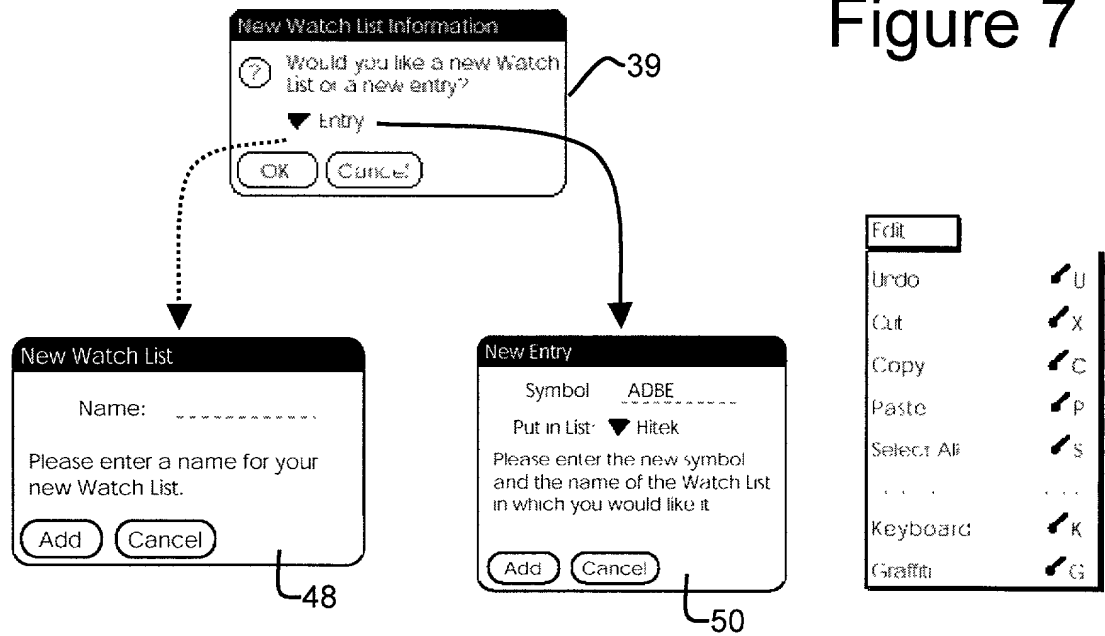 Figure 7
New Watch List Information
? Would you like a new Watch
List or a new entry?
Entry
OK Cancel
39
New Watch List
Name:
Please enter a name for your
new Watch List.
Add Cancel
48
New Entry
Symbol ADBE
Put in List: Hitek
Please enter the new symbol
and the name of the Watch List
in which you would like it
Add Cancel
50
Edit
Undo U
Cut X
Copy C
Paste P
Select All S
Keyboard K
Graffiti G